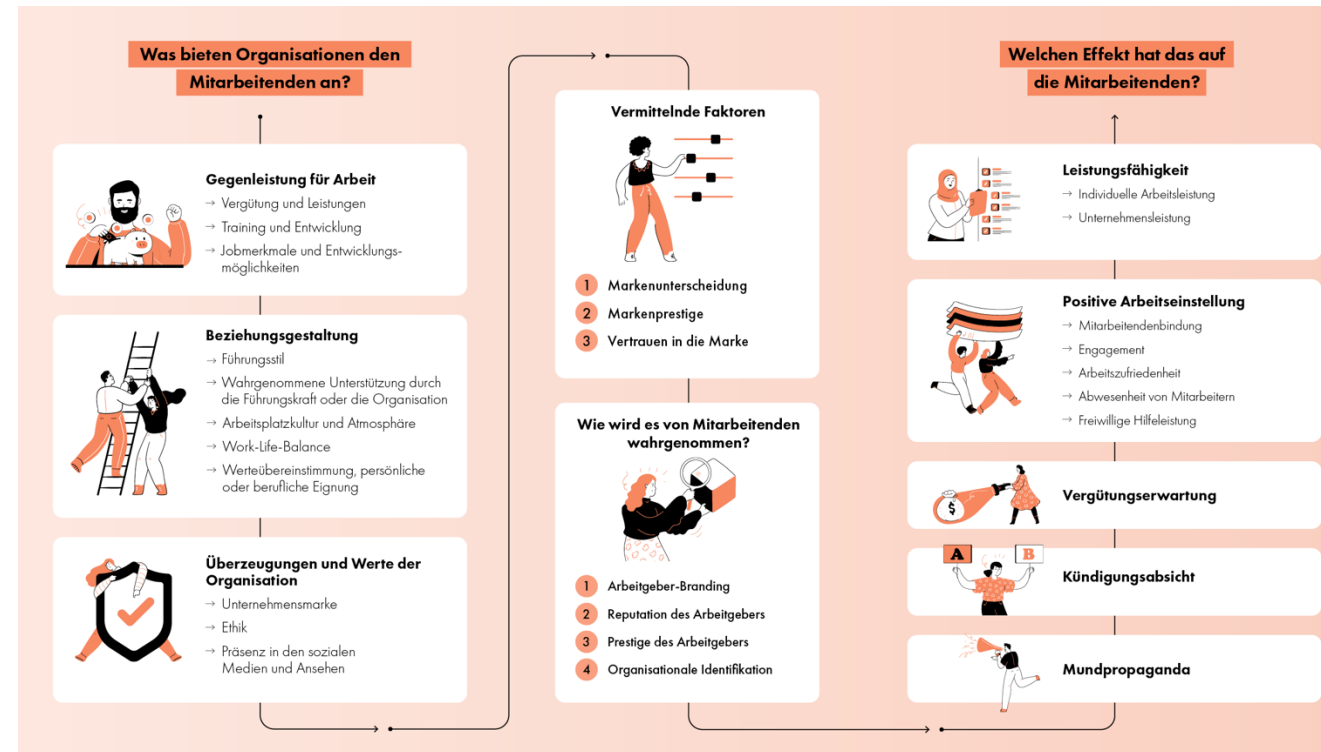 Was bieten Organisationen den
Mitarbeitenden an?
Gegenleistung für Arbeit
→ Vergütung und Leistungen
→ Training und Entwicklung
→ Jobmerkmale und Entwicklungs-
möglichkeiten
Beziehungsgestaltung
→ Führungsstil
→ Wahrgenommene Unterstützung durch
die Führungskraft oder die Organisation
→ Arbeitsplatzkultur und Atmosphäre
→ Work-Life-Balance
→ Werteübereinstimmung, persönliche
oder berufliche Eignung
Überzeugungen und Werte der
Organisation
→ Unternehmensmarke
→ Ethik
→ Präsenz in den sozialen
Medien und Ansehen
Vermittelnde Faktoren
1 Markenunterscheidung
2 Markenprestige
3 Vertrauen in die Marke
Wie wird es von Mitarbeitenden
wahrgenommen?
1 Arbeitgeber-Branding
2 Reputation des Arbeitgebers
3 Prestige des Arbeitgebers
4 Organisationale Identifikation
Welchen Effekt hat das auf
die Mitarbeitenden?
Leistungsfähigkeit
→ Individuelle Arbeitsleistung
→ Unternehmensleistung
Positive Arbeitseinstellung
→ Mitarbeitendenbindung
→ Engagement
→ Arbeitszufriedenheit
→ Abwesenheit von Mitarbeitern
→ Freiwillige Hilfeleistung
$
Vergütungserwartung
A B
Kündigungsabsicht
Mundpropaganda